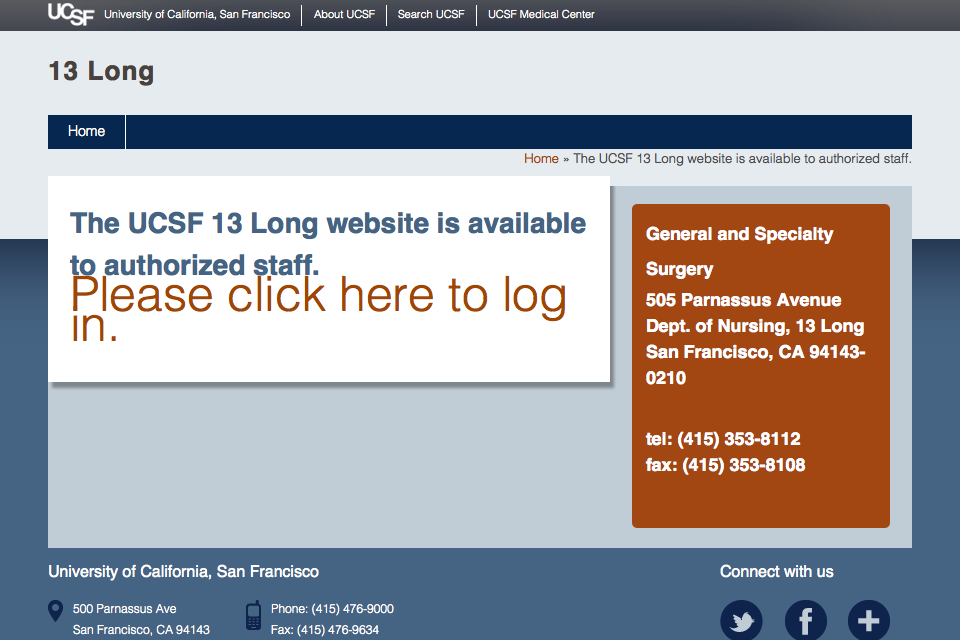 UCSF University of California, San Francisco About UCSF Search UCSF UCSF Medical Center
13 Long
Home
Home » The UCSF 13 Long website is available to authorized staff.
The UCSF 13 Long website is available
to authorized staff.
Please click here to log
in.
General and Specialty
Surgery
505 Parnassus Avenue
Dept. of Nursing, 13 Long
San Francisco, CA 94143-
0210
tel: (415) 353-8112
fax: (415) 353-8108
University of California, San Francisco
500 Parnassus Ave
San Francisco, CA 94143
Phone: (415) 476-9000
Fax: (415) 476-9634
Connect with us